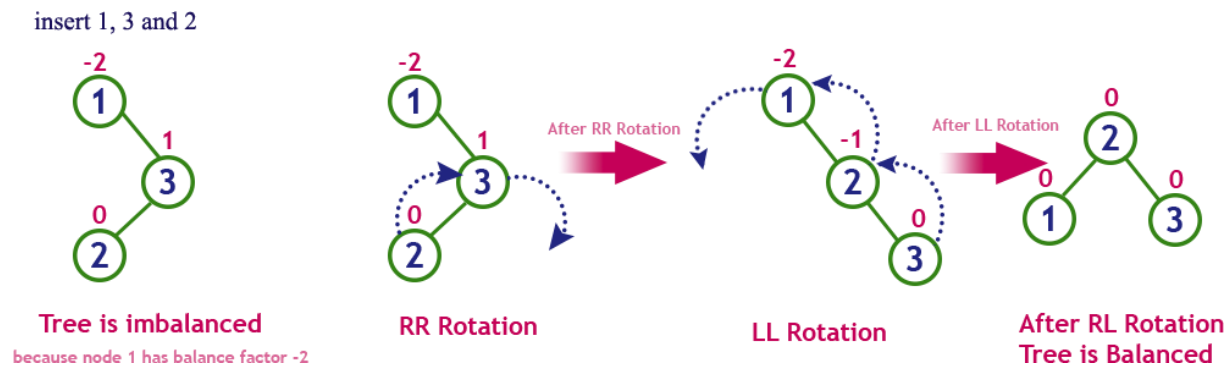 insert 1, 3 and 2
-2
1
1
3
0
2
Tree is imbalanced
because node 1 has balance factor -2
-2
1
1
3
0
2
RR Rotation
After RR Rotation
-2
1
-1
2
0
3
LL Rotation
After LL Rotation
0
2
0
1
0
3
After RL Rotation
Tree is Balanced